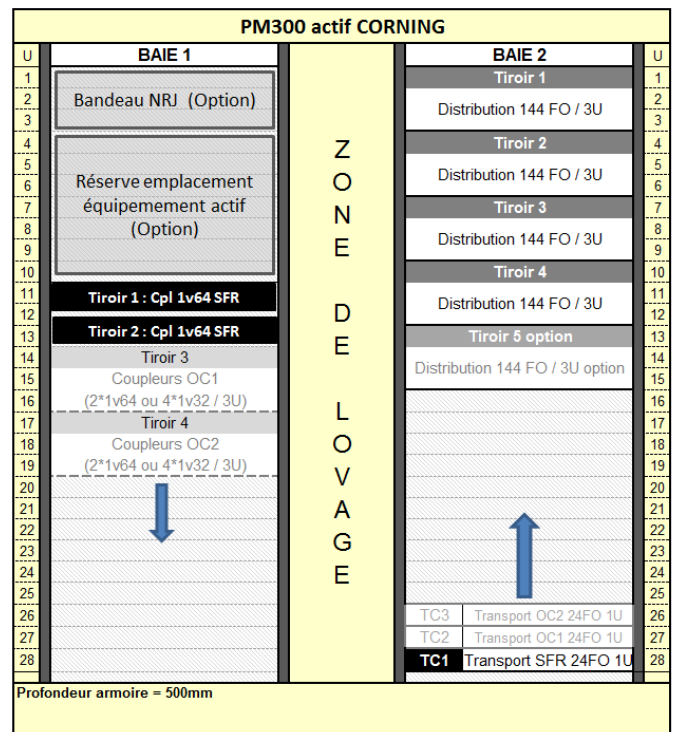 PM300 actif CORNING
U
BAIE 1
BAIE 2
U
1
2
3
4
5
6
7
8
9
10
11
12
13
14
15
16
17
18
19
20
21
22
23
24
25
26
27
28
Bandeau NRJ (Option)
Réserve emplacement
équipemement actif
(Option)
Tiroir 1 : Cpl 1v64 SFR
Tiroir 2 : Cpl 1v64 SFR
Tiroir 3
Coupleurs OC1
(2*1v64 ou 4*1v32 / 3U)
Tiroir 4
Coupleurs OC2
(2*1v64 ou 4*1v32 / 3U)
Z
O
N
E
D
E
L
O
V
A
G
E
Tiroir 1
Distribution 144 FO / 3U
Tiroir 2
Distribution 144 FO / 3U
Tiroir 3
Distribution 144 FO / 3U
Tiroir 4
Distribution 144 FO / 3U
Tiroir 5 option
Distribution 144 FO / 3U option
TC3 Transport OC2 24FO 1U
TC2 Transport OC1 24FO 1U
TC1 Transport SFR 24FO 1U
1
2
3
4
5
6
7
8
9
10
11
12
13
14
15
16
17
18
19
20
21
22
23
24
25
26
27
28
Profondeur armoire = 500mm